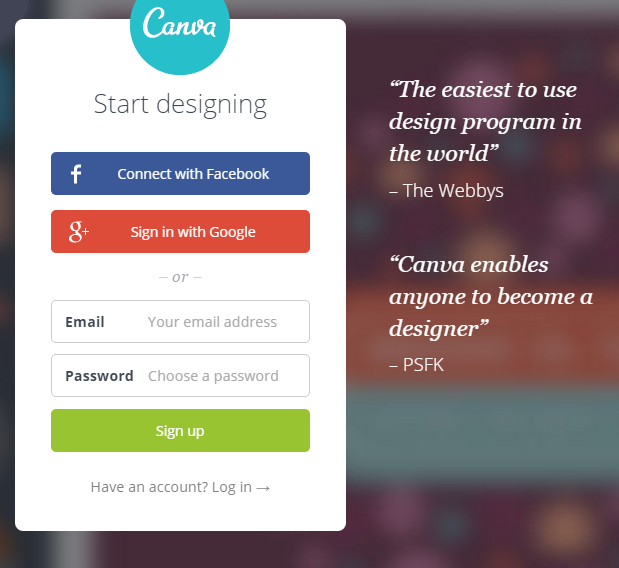 Canva
Start designing
f Connect with Facebook
g+ Sign in with Google
– or –
Email Your email address
Password Choose a password
Sign up
Have an account? Log in →
“The easiest to use
design program in
the world”
– The Webbys
“Canva enables
anyone to become a
designer”
– PSFK